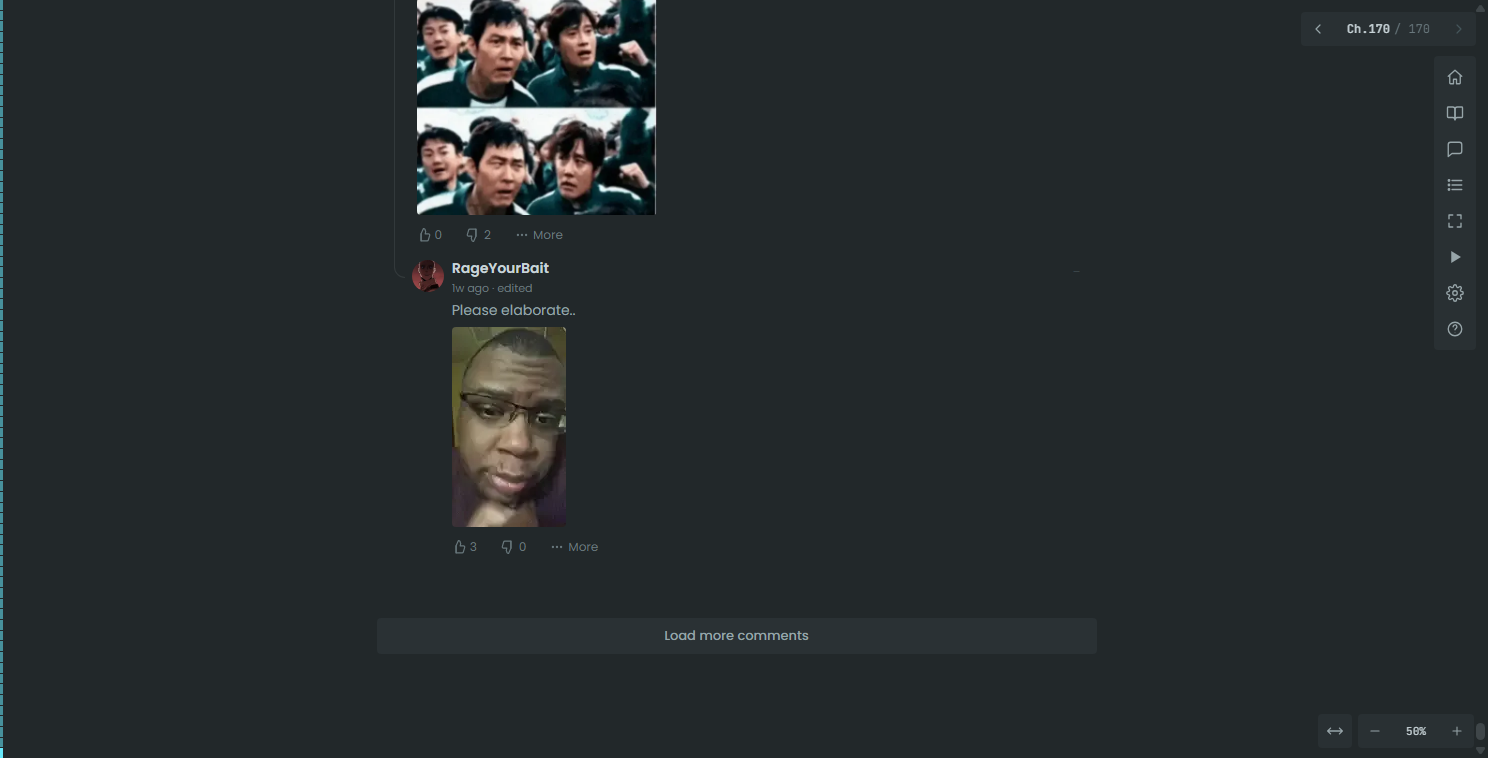 Ch.170 / 170
0 2 ··· More
RageYourBait
1w ago · edited
Please elaborate..
3 0 ··· More
Load more comments
50%